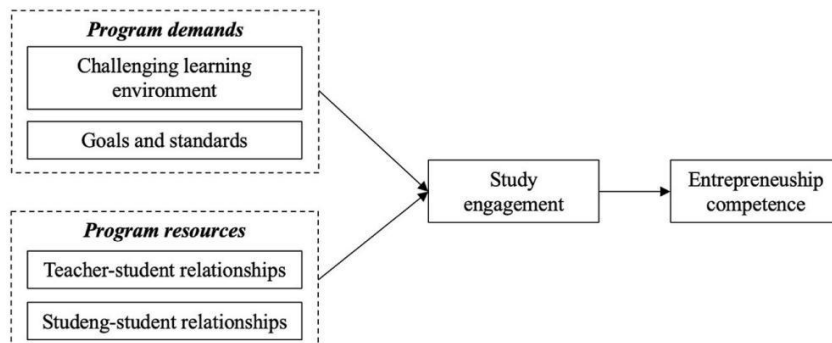 Program demands
Challenging learning
environment
Goals and standards
Program resources
Teacher-student relationships
Studeng-student relationships
Study
engagement
Entrepreneuship
competence